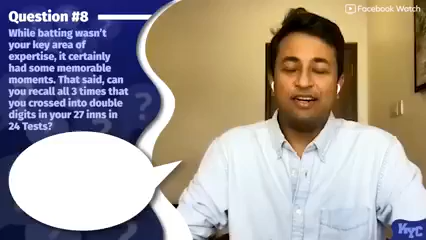 Question #8
While batting wasn't
your key area of
expertise, it certainly
had some memorable
moments. That said, can
you recall all 3 times that
you crossed into double
digits in your 27 inns in
24 Tests?
Facebook Watch
KYC